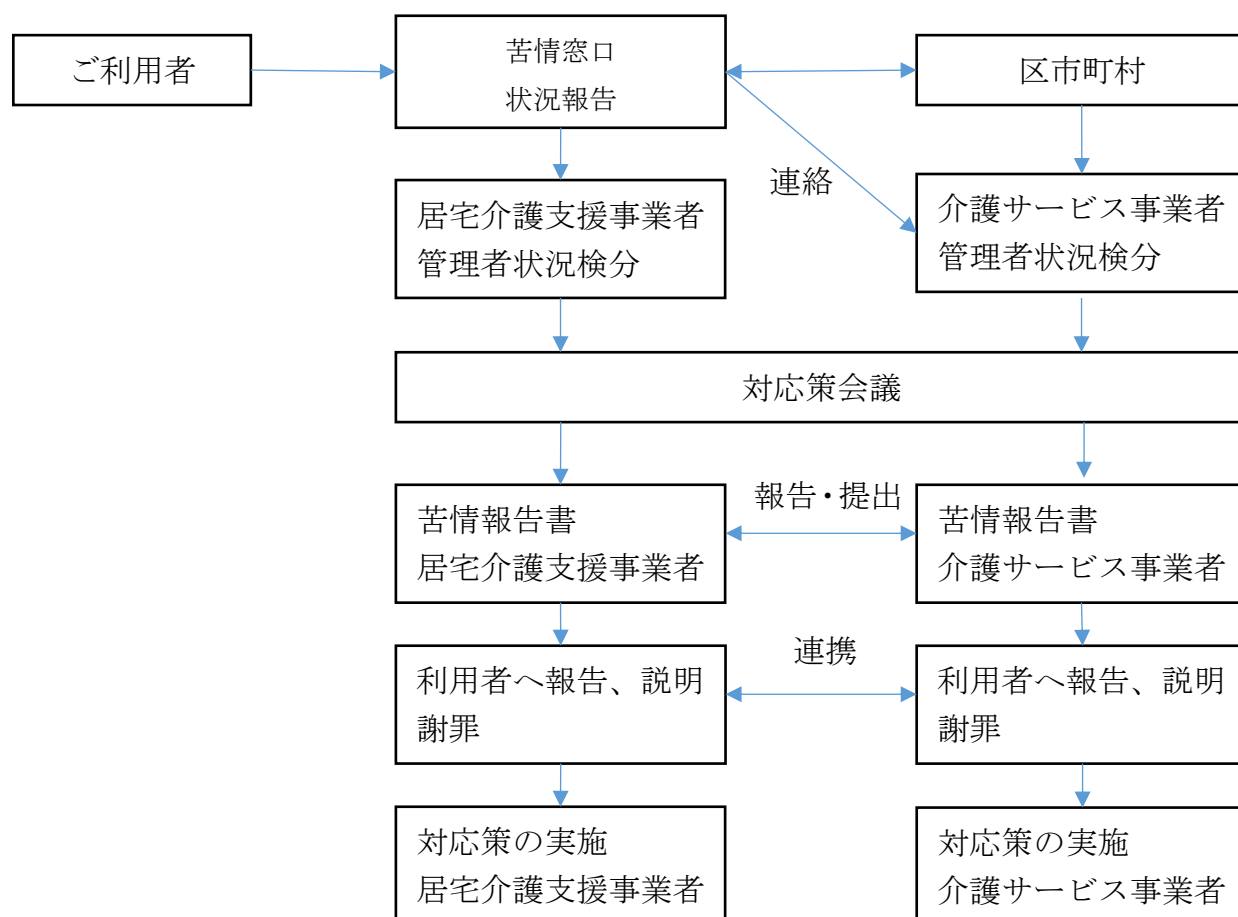 ご利用者
苦情窓口
状況報告
区市町村
連絡
居宅介護支援事業者
管理者状況検分
介護サービス事業者
管理者状況検分
対応策会議
苦情報告書
居宅介護支援事業者
報告・提出
苦情報告書
介護サービス事業者
利用者へ報告、説明
謝罪
連携
利用者へ報告、説明
謝罪
対応策の実施
居宅介護支援事業者
対応策の実施
介護サービス事業者